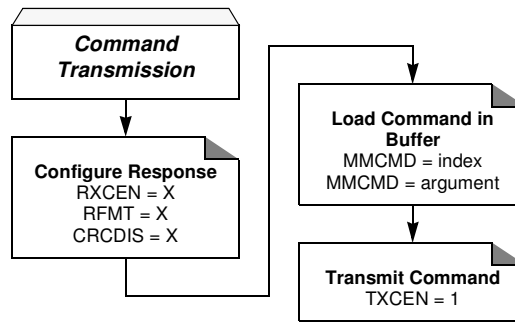 Command
Transmission
Configure Response
RXCEN = X
RFMT = X
CRCDIS = X
Load Command in
Buffer
MMCMD = index
MMCMD = argument
Transmit Command
TXCEN = 1